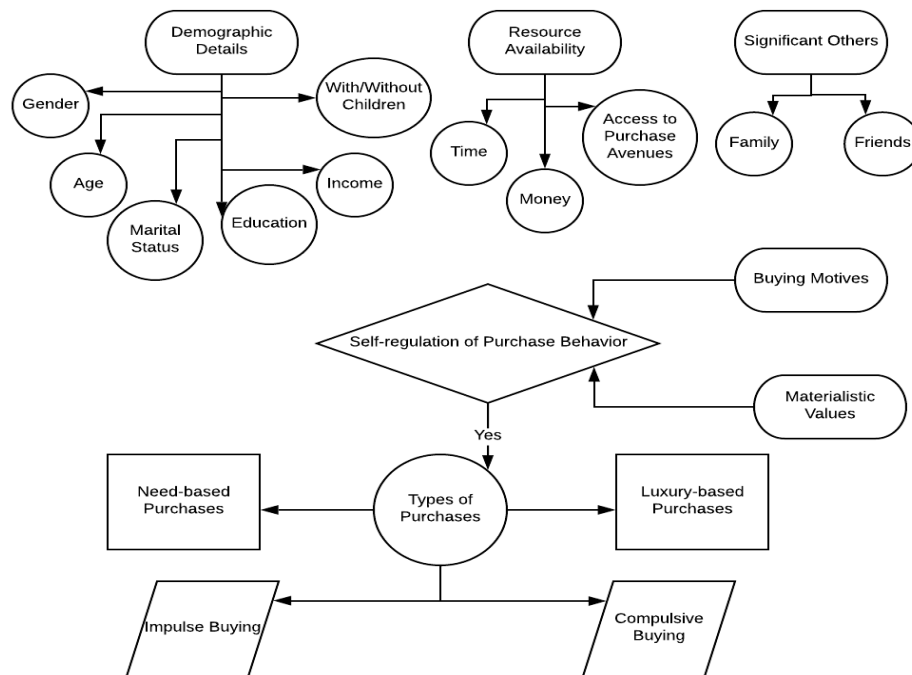 Demographic
Details
Resource
Availability
Significant Others
Gender
With/Without
Children
Age
Income
Marital
Status
Education
Time
Access to
Purchase
Avenues
Money
Family
Friends
Buying Motives
Self-regulation of Purchase Behavior
Materialistic
Values
Yes
Need-based
Purchases
Types of
Purchases
Luxury-based
Purchases
Impulse Buying
Compulsive
Buying